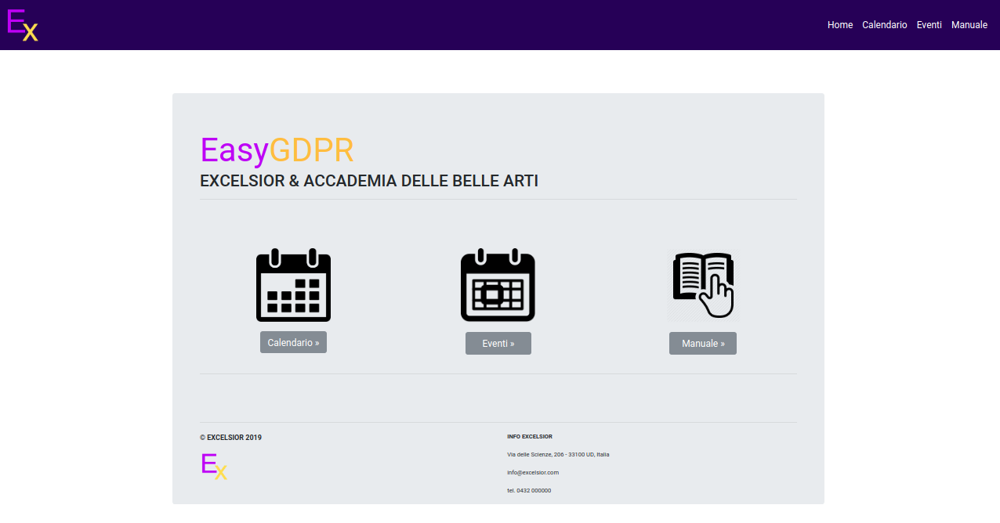 Ex
Home Calendario Eventi Manuale
EasyGDPR
EXCELSIOR & ACCADEMIA DELLE BELLE ARTI
Calendario »
Eventi »
Manuale »
© EXCELSIOR 2019
Ex
INFO EXCELSIOR
Via delle Scienze, 206 - 33100 UD, Italia
info@excelsior.com
tel. 0432 000000